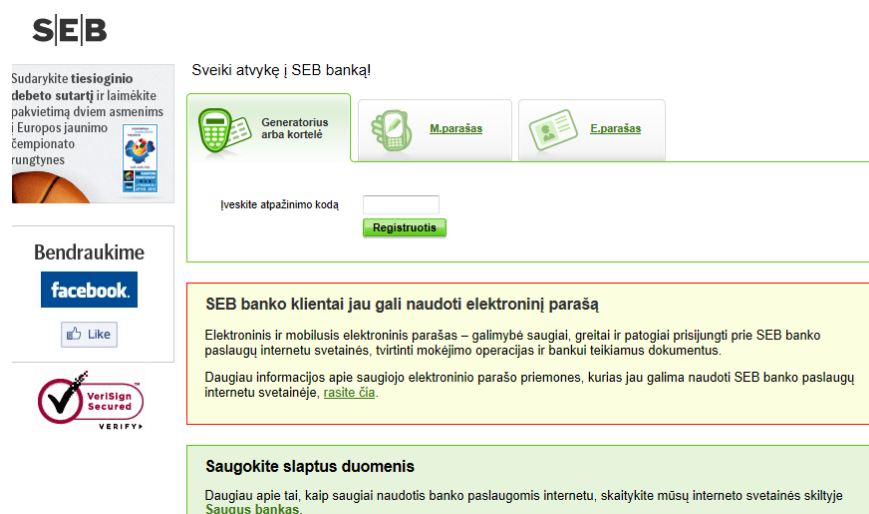 S|E|B
Sudarykite tiesioginio
debeto sutartį ir laimėkite
pakvietimą dviem asmenims
į Europos jaunimo
čempionato
rungtynes
Bendraukime
facebook.
Like
VeriSign
Secured
VERIFY
Sveiki atvykę į SEB banką!
Generatorius
arba kortelė
M.parašas
E.parašas
Įveskite atpažinimo kodą
Registruotis
SEB banko klientai jau gali naudoti elektroninį parašą
Elektroninis ir mobilusis elektroninis parašas – galimybė saugiai, greitai ir patogiai prisijungti prie SEB banko
paslaugų internetu svetainės, tvirtinti mokėjimo operacijas ir bankui teikiamus dokumentus.
Daugiau informacijos apie saugiojo elektroninio parašo priemones, kurias jau galima naudoti SEB banko paslaugų
internetu svetainėje, rasite čia.
Saugokite slaptus duomenis
Daugiau apie tai, kaip saugiai naudotis banko paslaugomis internetu, skaitykite mūsų interneto svetainės skiltyje
Saugus bankas.